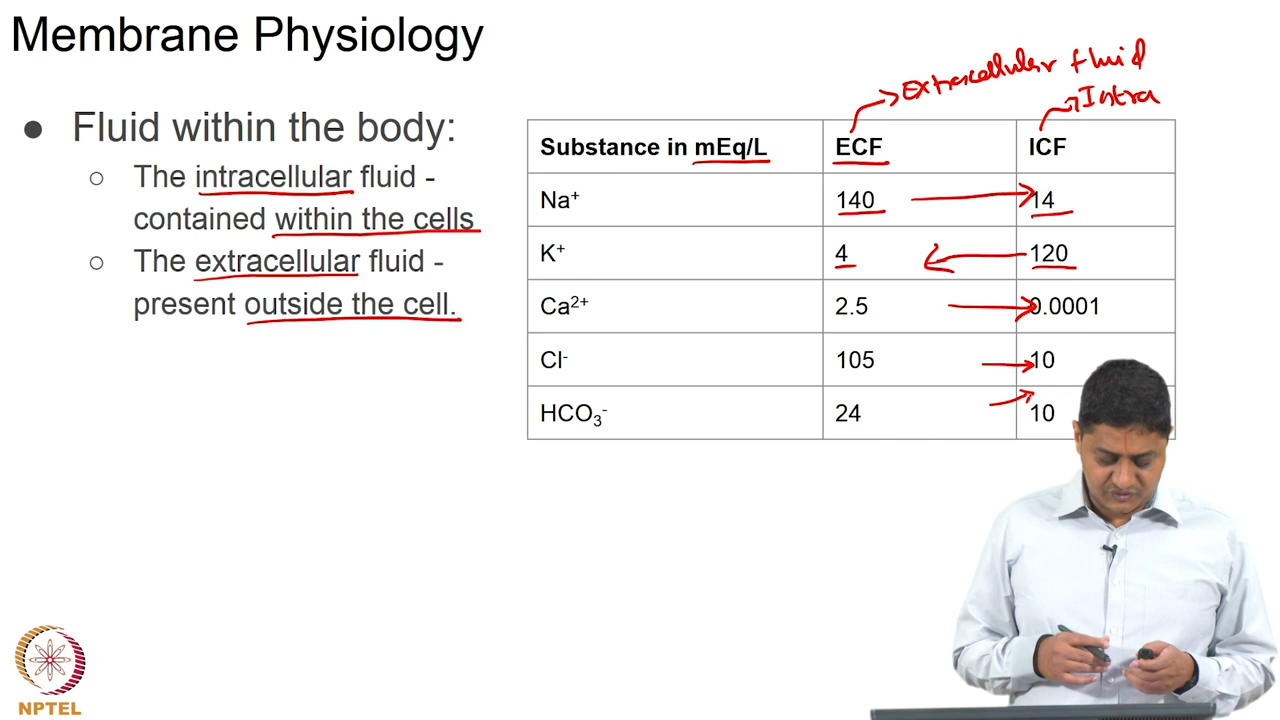 Membrane Physiology
Extracellular fluid
Intra
● Fluid within the body:
○ The intracellular fluid -
contained within the cells
○ The extracellular fluid -
present outside the cell.
Substance in mEq/L ECF ICF
Na⁺ 140 14
K⁺ 4 120
Ca²⁺ 2.5 0.0001
Cl⁻ 105 10
HCO₃⁻ 24 10
NPTEL